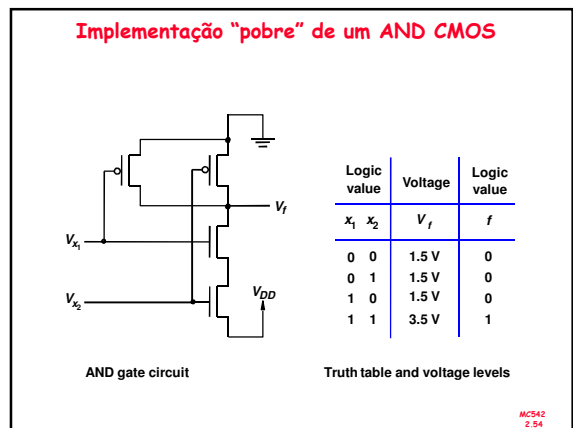 Implementação “pobre” de um AND CMOS
V_f
V_x₁
V_x₂
V_DD
AND gate circuit
Logic value Voltage Logic value
x₁ x₂ V_f f
0 0 1.5 V 0
0 1 1.5 V 0
1 0 1.5 V 0
1 1 3.5 V 1
Truth table and voltage levels
MC542
2.54